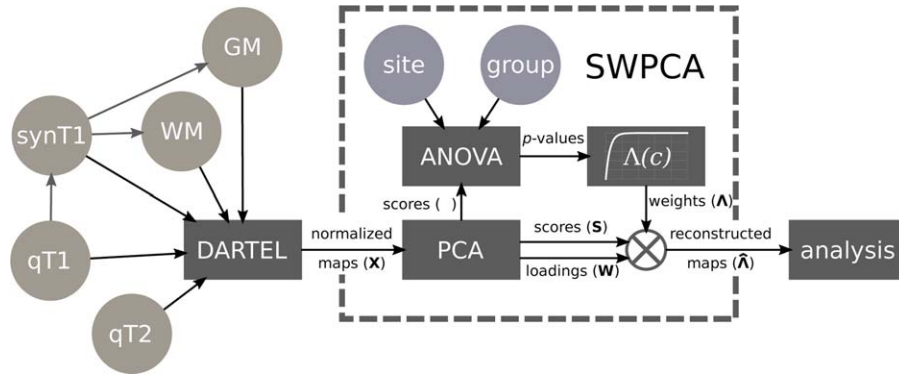 GM
site
group
SWPCA
synT1
WM
ANOVA
p-values
Λ(c)
scores ( )
weights (Λ)
qT1
DARTEL
normalized
maps (X)
PCA
scores (S)
loadings (W)
reconstructed
maps (Λ̂)
analysis
qT2